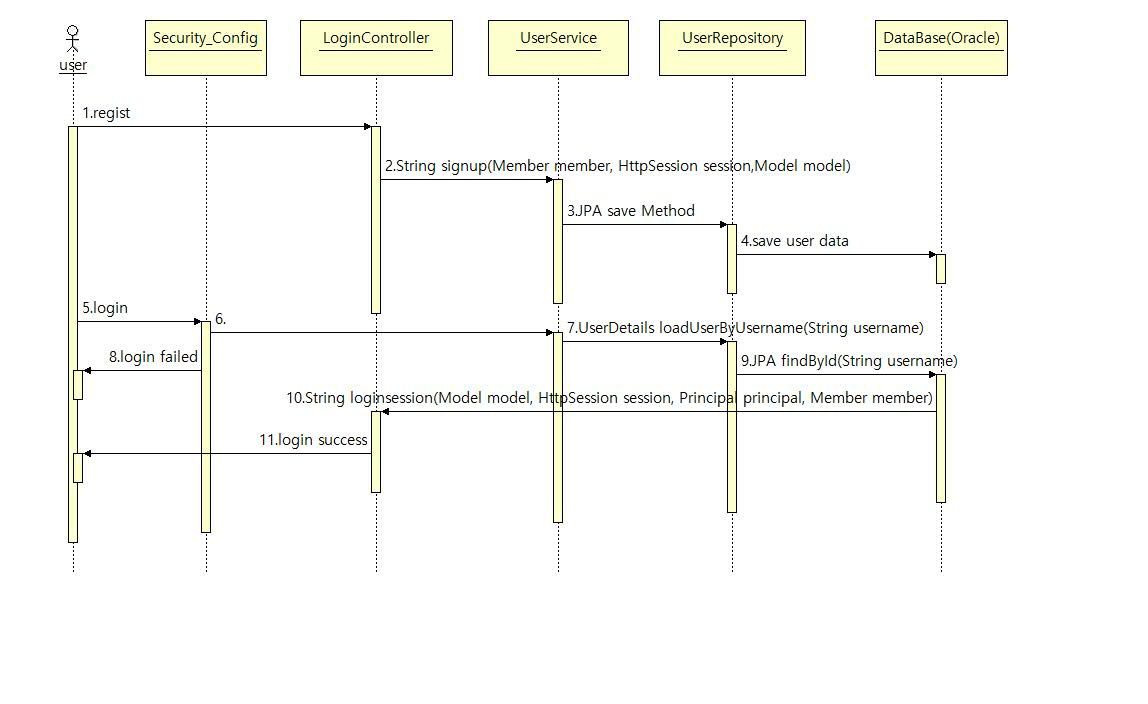 user
Security_Config
LoginController
UserService
UserRepository
DataBase(Oracle)
1.regist
2.String signup(Member member, HttpSession session,Model model)
3.JPA save Method
4.save user data
5.login
6.
7.UserDetails loadUserByUsername(String username)
8.login failed
9.JPA findById(String username)
10.String loginsession(Model model, HttpSession session, Principal principal, Member member)
11.login success